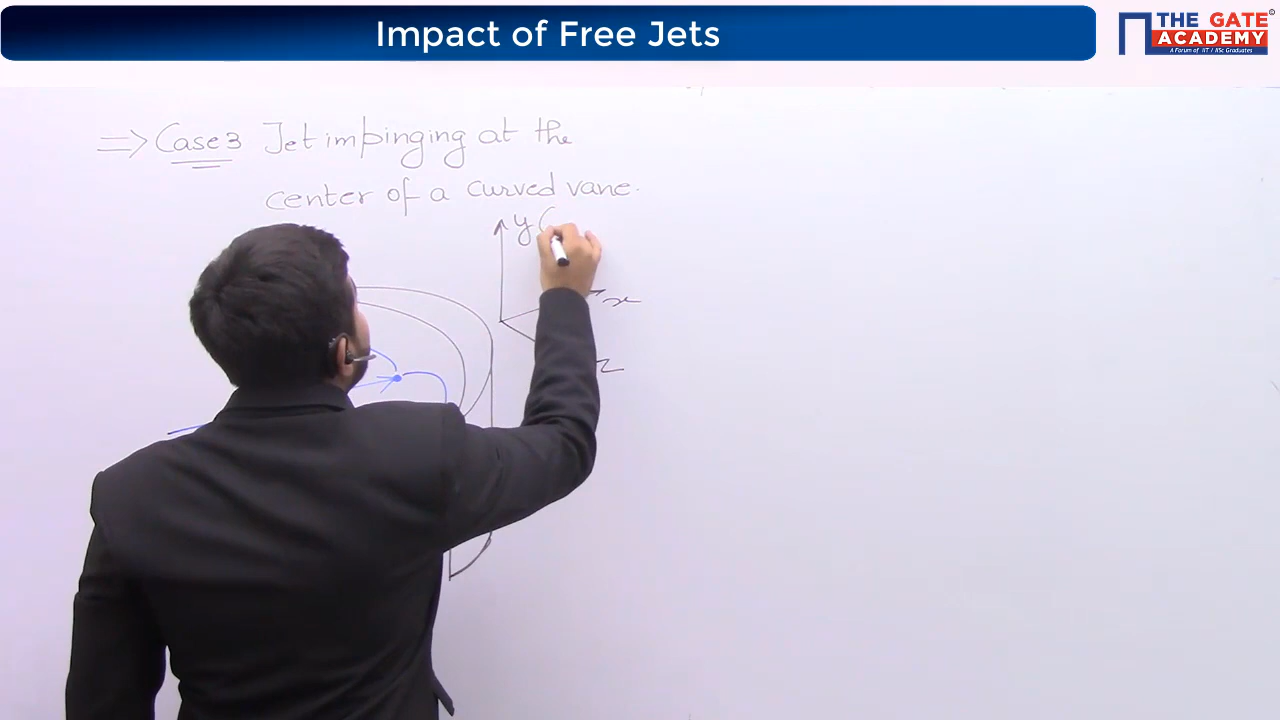 Impact of Free Jets
THE GATE
ACADEMY
A Forum of IIT / IISc Graduates
⇒ Case 3 Jet impinging at the
center of a curved vane.
y(
x
z